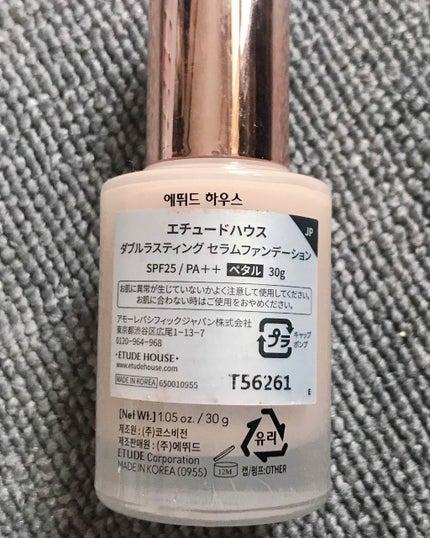 에뛰드 하우스
JP
エチュードハウス
ダブルラスティング セラムファンデーション
SPF25 / PA++ ペタル 30g
お肌に異常が生じていないかよく注意して使用してください。
お肌に合わない時はご使用をおやめください。
アモーレパシフィックジャパン株式会社
東京都渋谷区広尾1-13-7
0120-964-968
•ETUDE HOUSE•
www.etudehouse.com
プラ
キャップ
ポンプ
MADE IN KOREA 650010955
T56261
E
[Net Wt.] 1.05 oz. / 30 g
제조원 : (주)코스비전
제조판매원 : (주)에뛰드
ETUDE Corporation
MADE IN KOREA (0955)
12M
유리
캡/펌프:OTHER